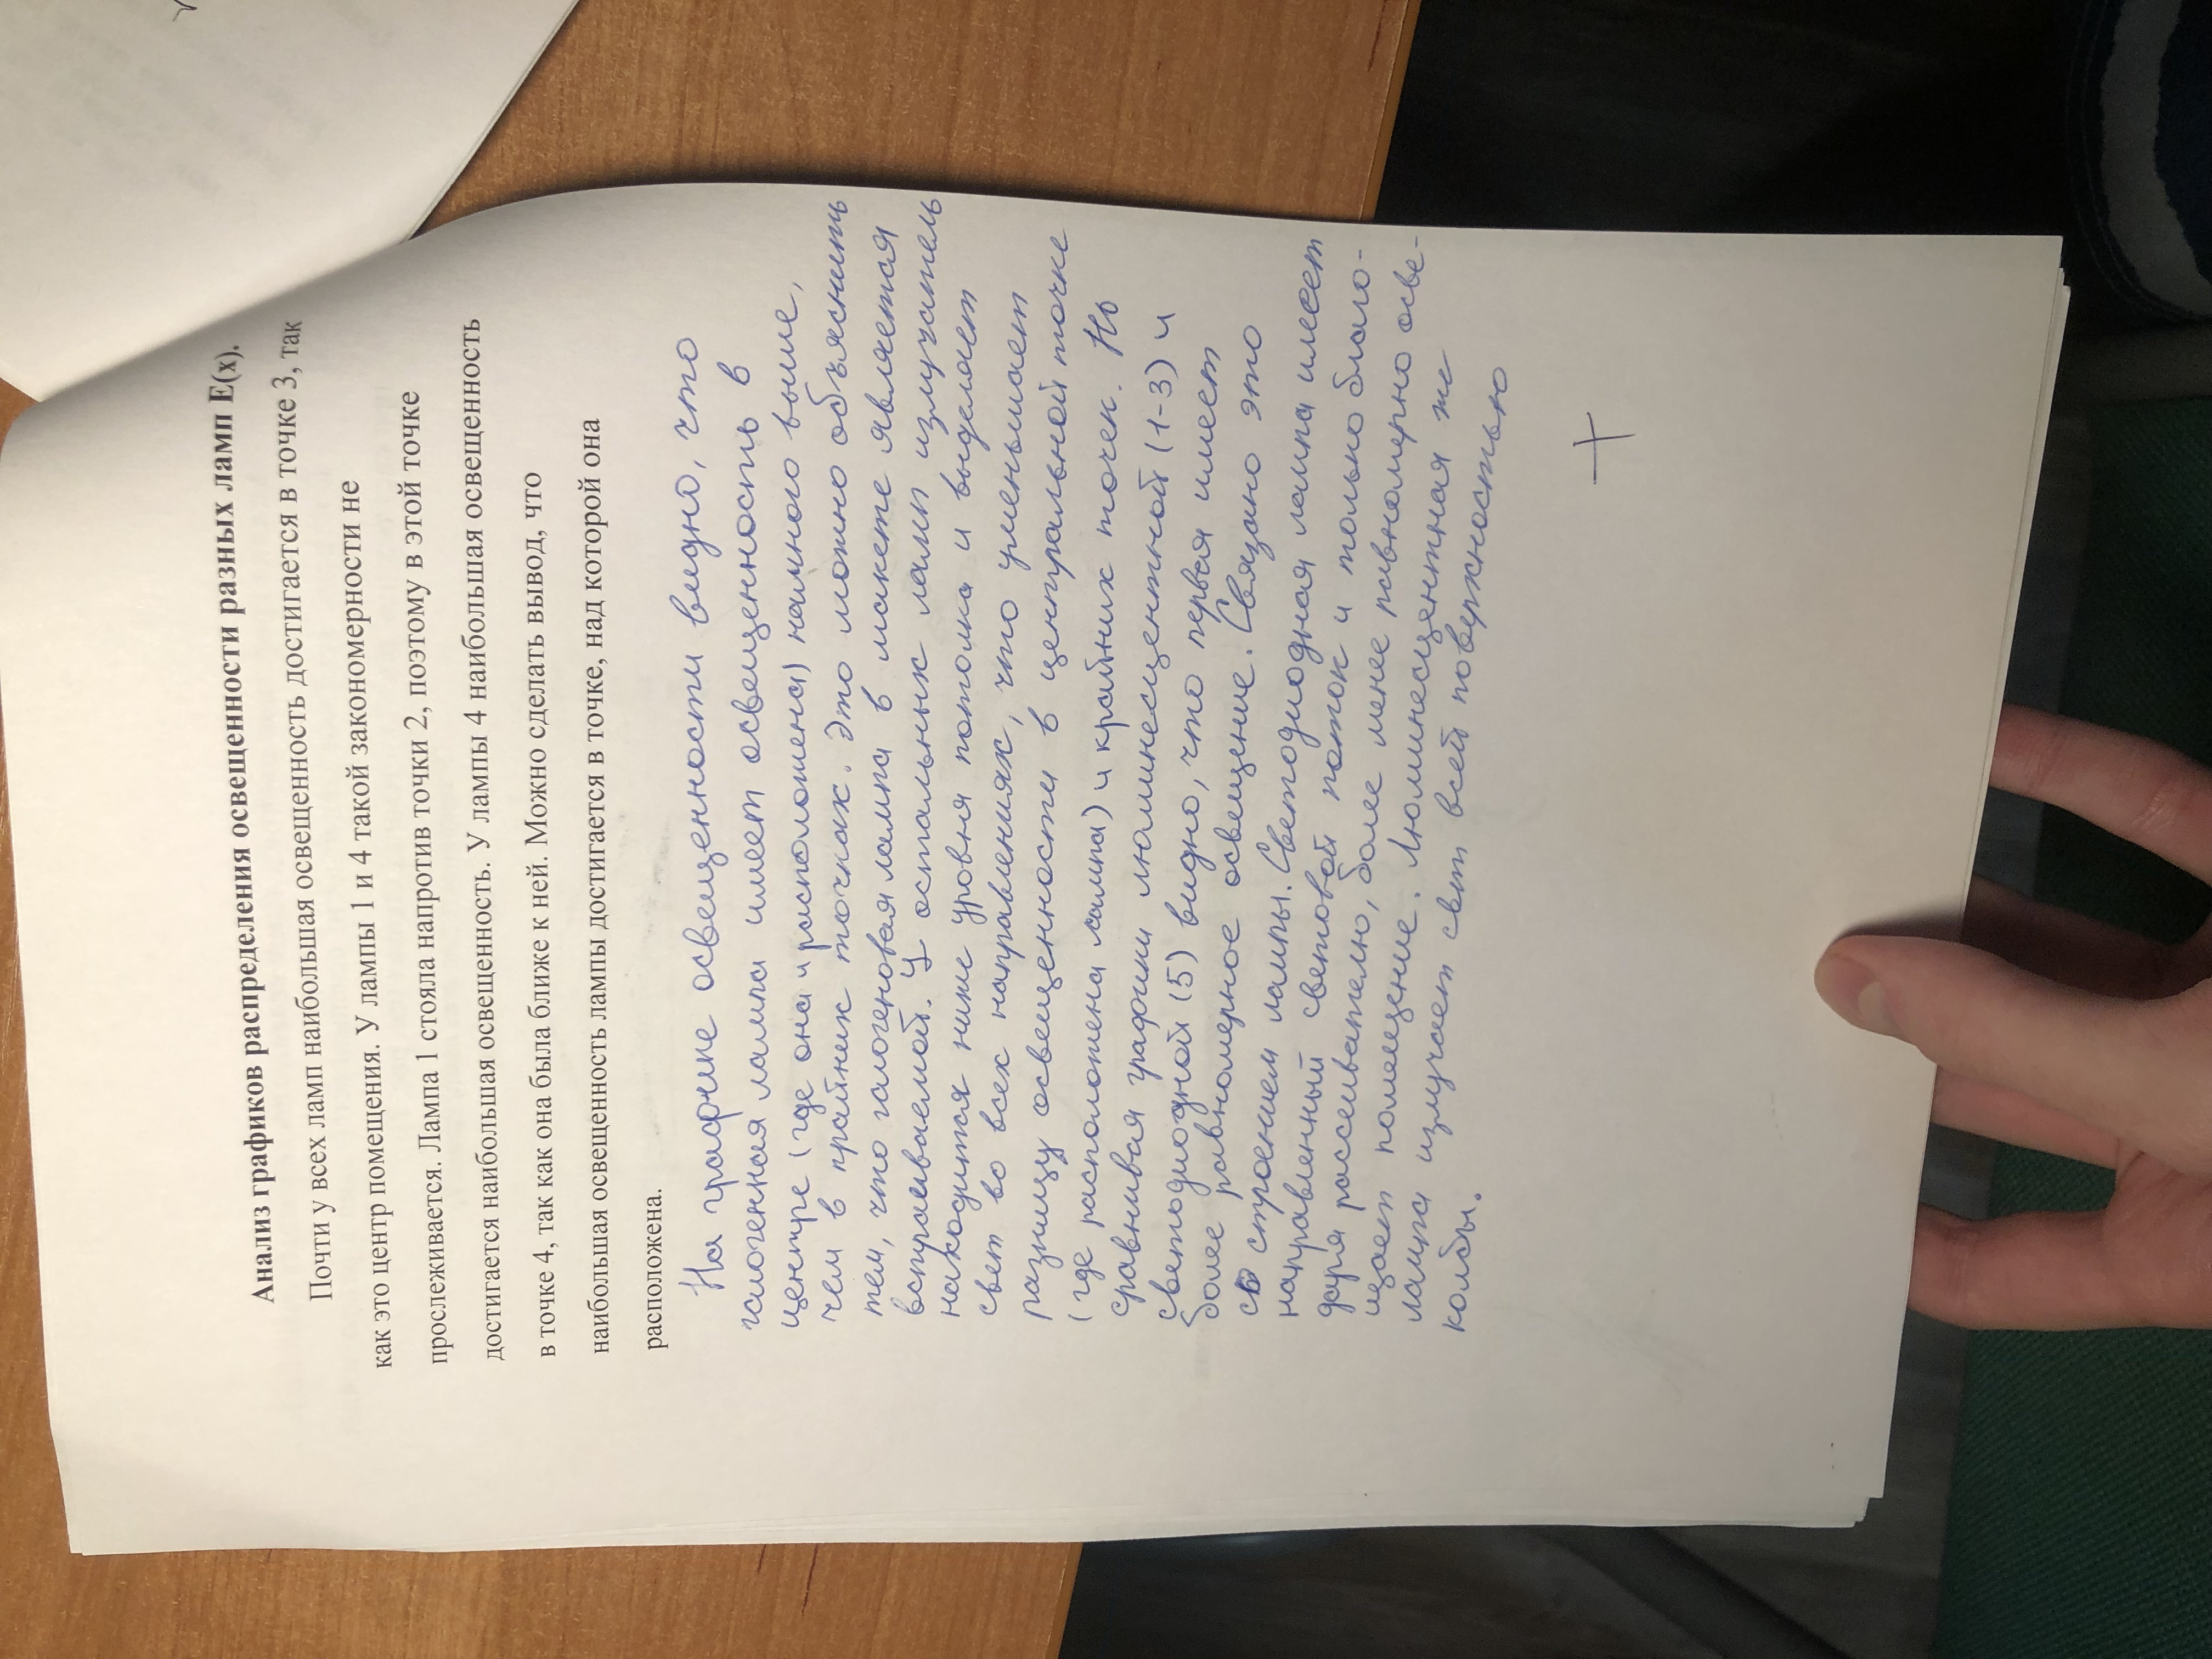 Анализ графиков распределения освещенности разных ламп E(x).
Почти у всех ламп наибольшая освещенность достигается в точке 3, так
как это центр помещения. У лампы 1 и 4 такой закономерности не
прослеживается. Лампа 1 стояла напротив точки 2, поэтому в этой точке
достигается наибольшая освещенность. У лампы 4 наибольшая освещенность
в точке 4, так как она была ближе к ней. Можно сделать вывод, что
наибольшая освещенность лампы достигается в точке, над которой она
расположена.
На графике освещенности видно, что
галогенная лампа имеет освещенность в
центре (где она и расположена) намного выше,
чем в крайних точках. Это можно объяснить
тем, что галогеновая лампа в макете является
встраиваемой. У остальных ламп излучатель
находится ниже уровня потолка и выделяет
свет во всех направлениях, что уменьшает
разницу освещенности в центральной точке
(где расположена лампа) и крайних точек. Но
сравнивая графики люминесцентной (1-3) и
светодиодной (5) видно, что первая имеет
более равномерное освещение. Связано это
со строением лампы. Светодиодная лампа имеет
направленный световой поток и только благо-
даря рассеивателю, более менее равномерно осве-
щает помещение. Люминесцентная же
лампа излучает свет всей поверхностью
колбы.
+